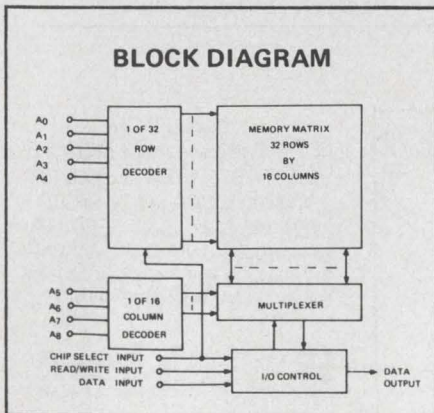 BLOCK DIAGRAM
A0
A1
A2
A3
A4
1 OF 32
ROW
DECODER
MEMORY MATRIX
32 ROWS
BY
16 COLUMNS
A5
A6
A7
A8
1 OF 16
COLUMN
DECODER
MULTIPLEXER
CHIP SELECT INPUT
READ/WRITE INPUT
DATA INPUT
I/O CONTROL
DATA
OUTPUT